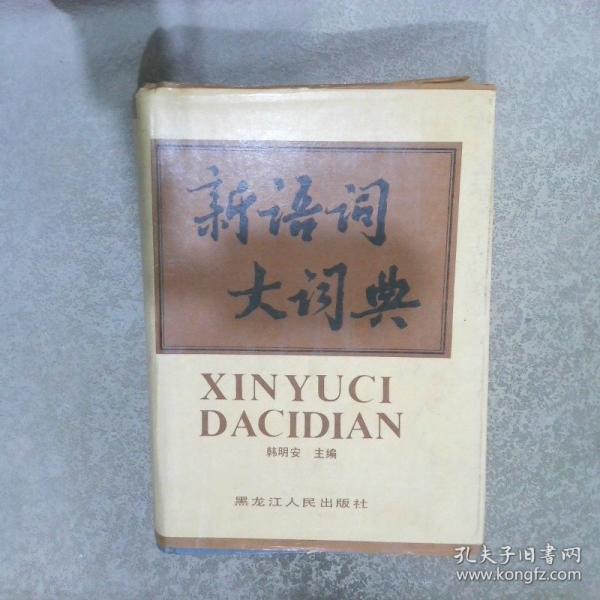 新语词
大词典
XINYUCI
DACIDIAN
韩明安 主编
黑龙江人民出版社
孔夫子旧书网
www.kongfz.com